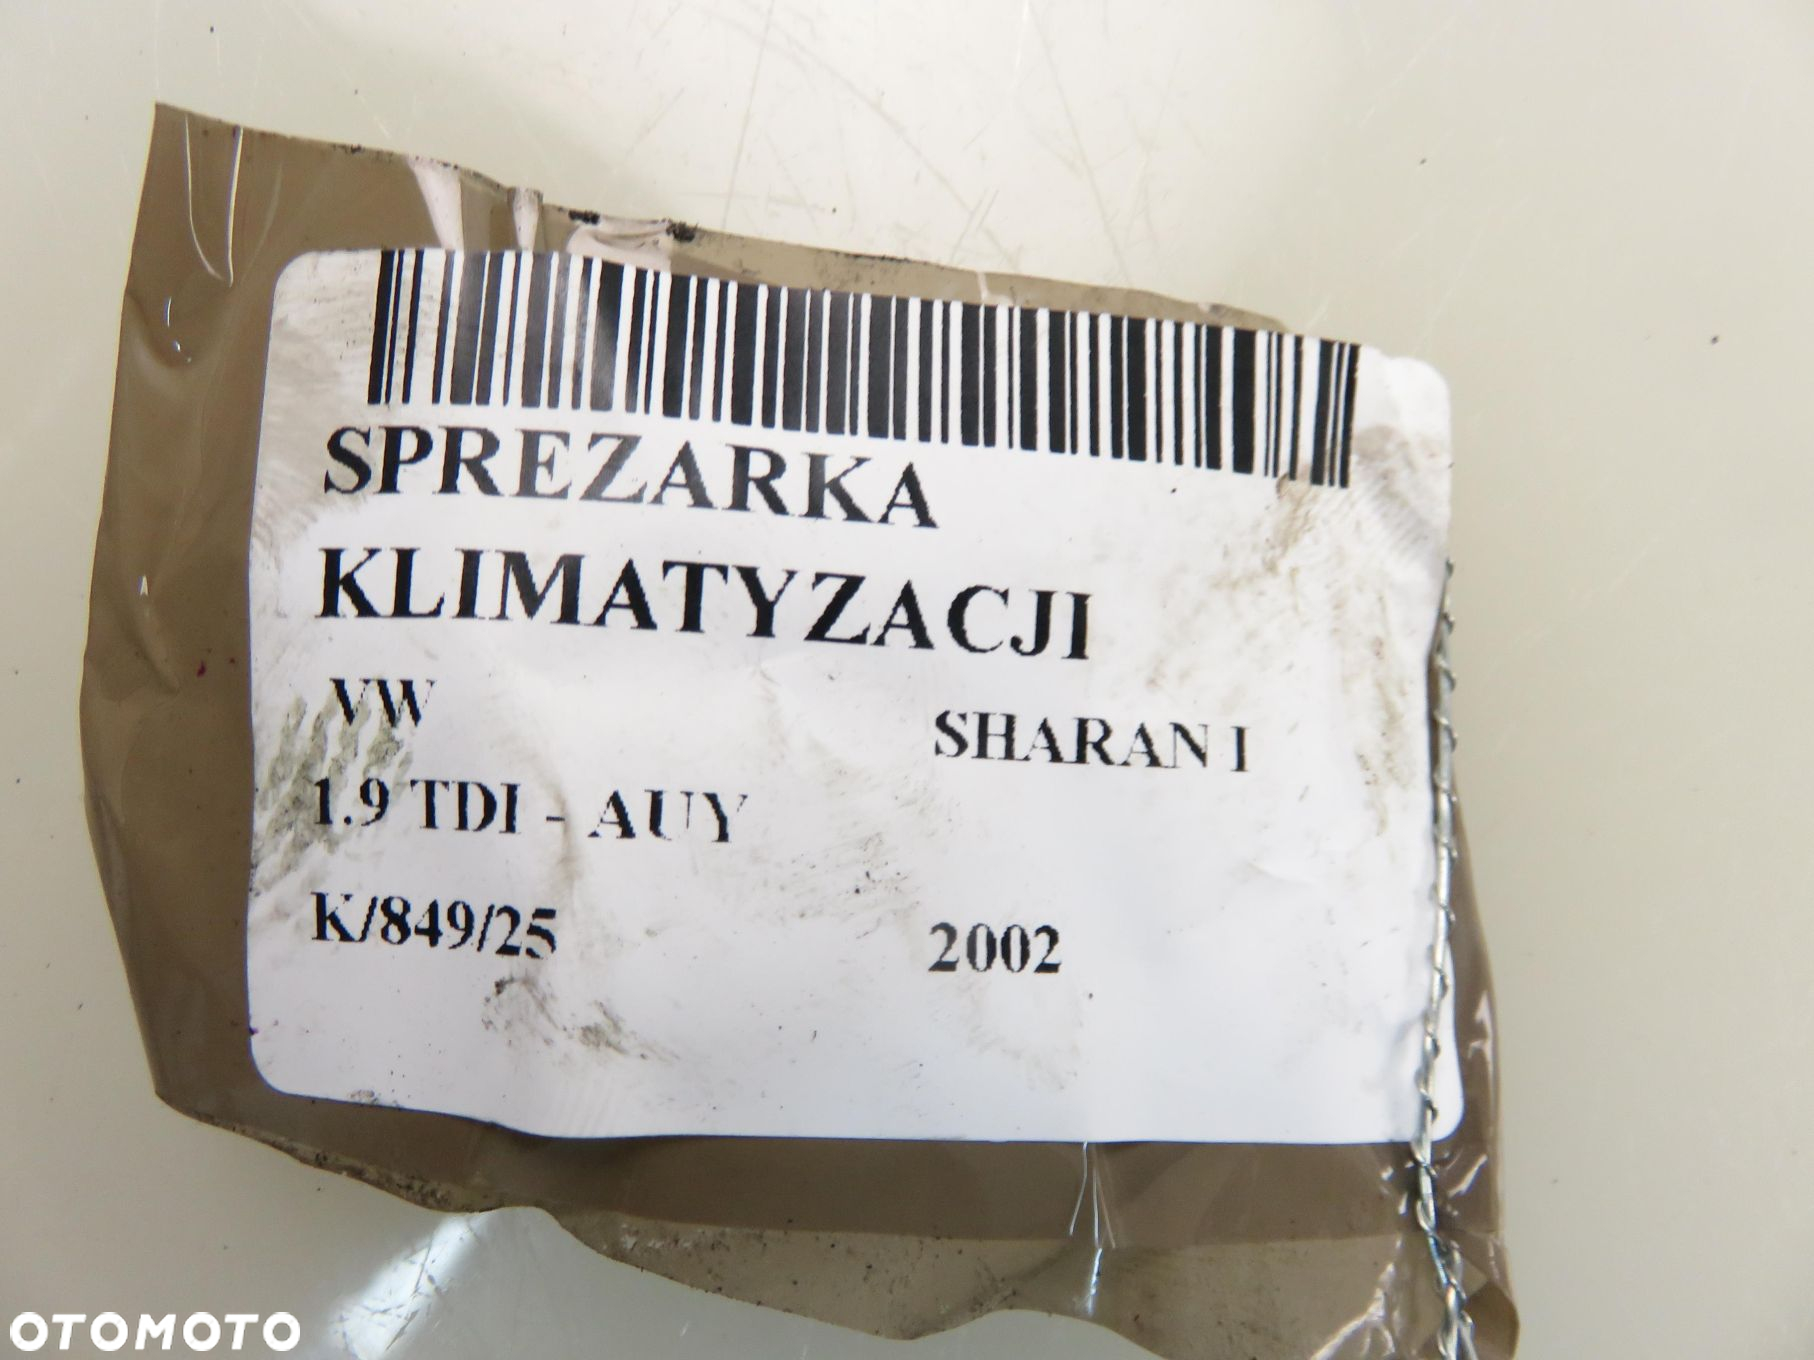 SPREZARKA
KLIMATYZACJI
VW SHARAN I
1.9 TDI - AUY
K/849/25 2002
OTOMOTO